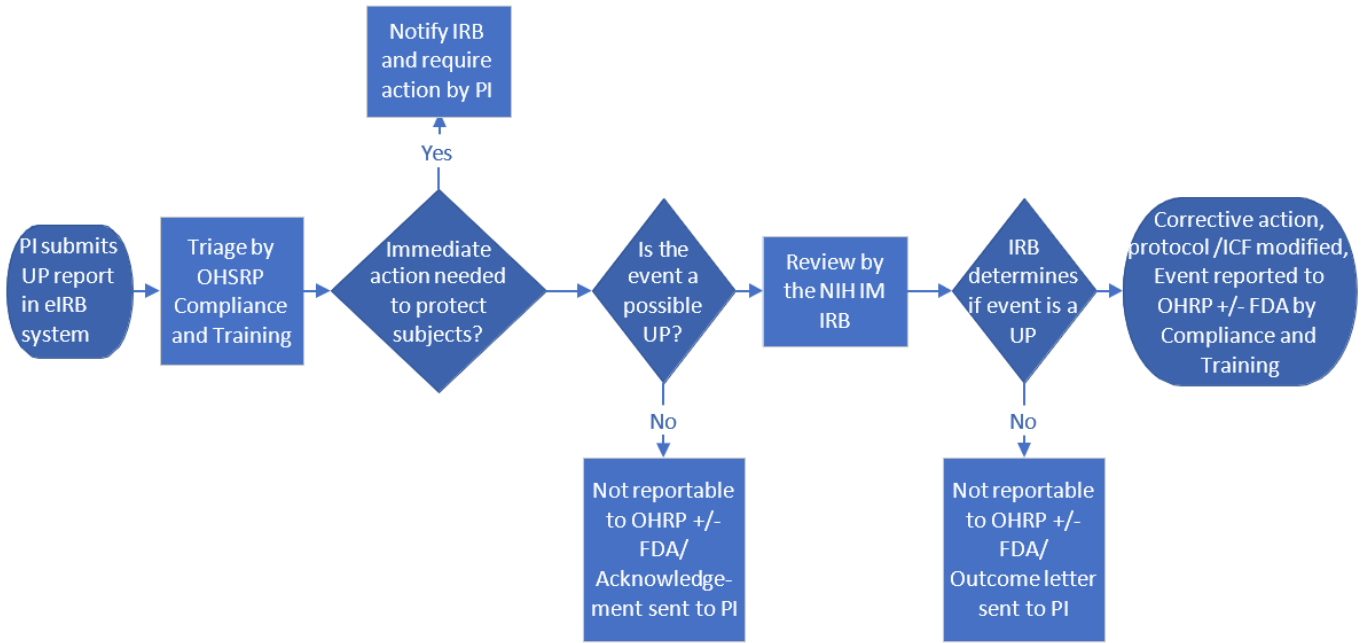 Notify IRB
and require
action by PI
Yes
PI submits
UP report
in eIRB
system
Triage by
OHSRP
Compliance
and Training
Immediate
action needed
to protect
subjects?
Is the
event a
possible
UP?
Review by
the NIH IM
IRB
IRB
determines
if event is a
UP
Corrective action,
protocol /ICF modified,
Event reported to
OHRP +/- FDA by
Compliance and
Training
No
Not reportable
to OHRP +/-
FDA/
Acknowledge-
ment sent to PI
No
Not reportable
to OHRP +/-
FDA/
Outcome letter
sent to PI